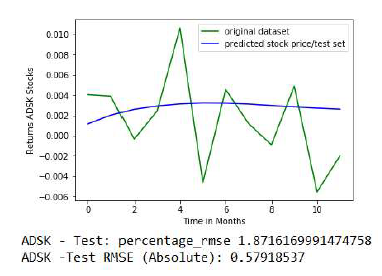 original dataset
predicted stock price/test set
0.010
0.008
0.006
0.004
0.002
0.000
−0.002
−0.004
−0.006
Returns ADSK Stocks
0 2 4 6 8 10
Time in Months
ADSK - Test: percentage_rmse 1.8716169991474758
ADSK -Test RMSE (Absolute): 0.57918537